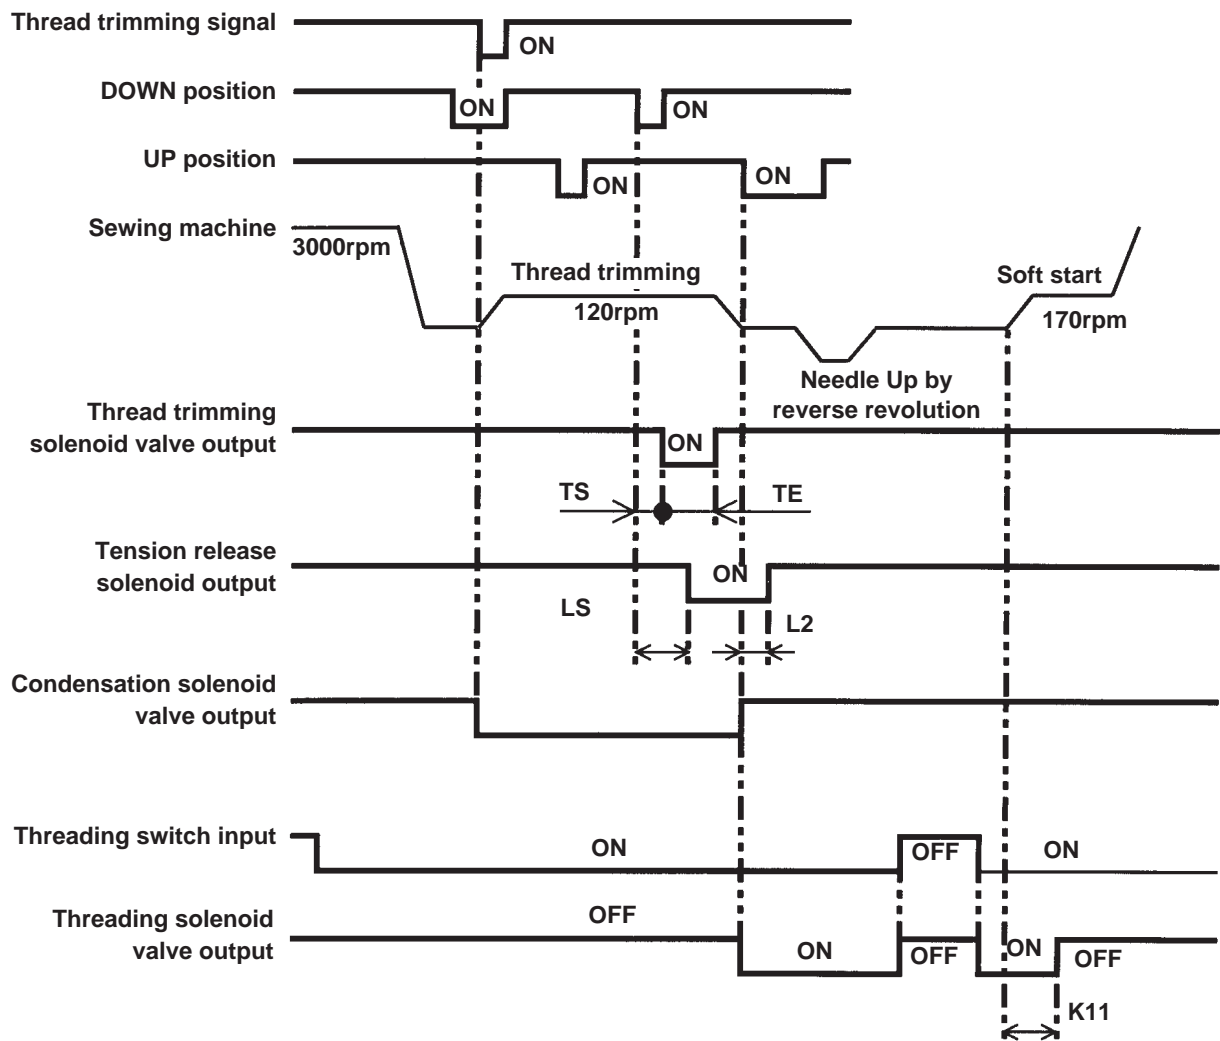 Thread trimming signal
ON
DOWN position
ON
ON
UP position
ON
ON
Sewing machine
3000rpm
Thread trimming
120rpm
Soft start
170rpm
Needle Up by
reverse revolution
Thread trimming
solenoid valve output
ON
TS
TE
Tension release
solenoid output
ON
LS
L2
Condensation solenoid
valve output
Threading switch input
ON
OFF
ON
Threading solenoid
valve output
OFF
ON
OFF
ON
OFF
K11